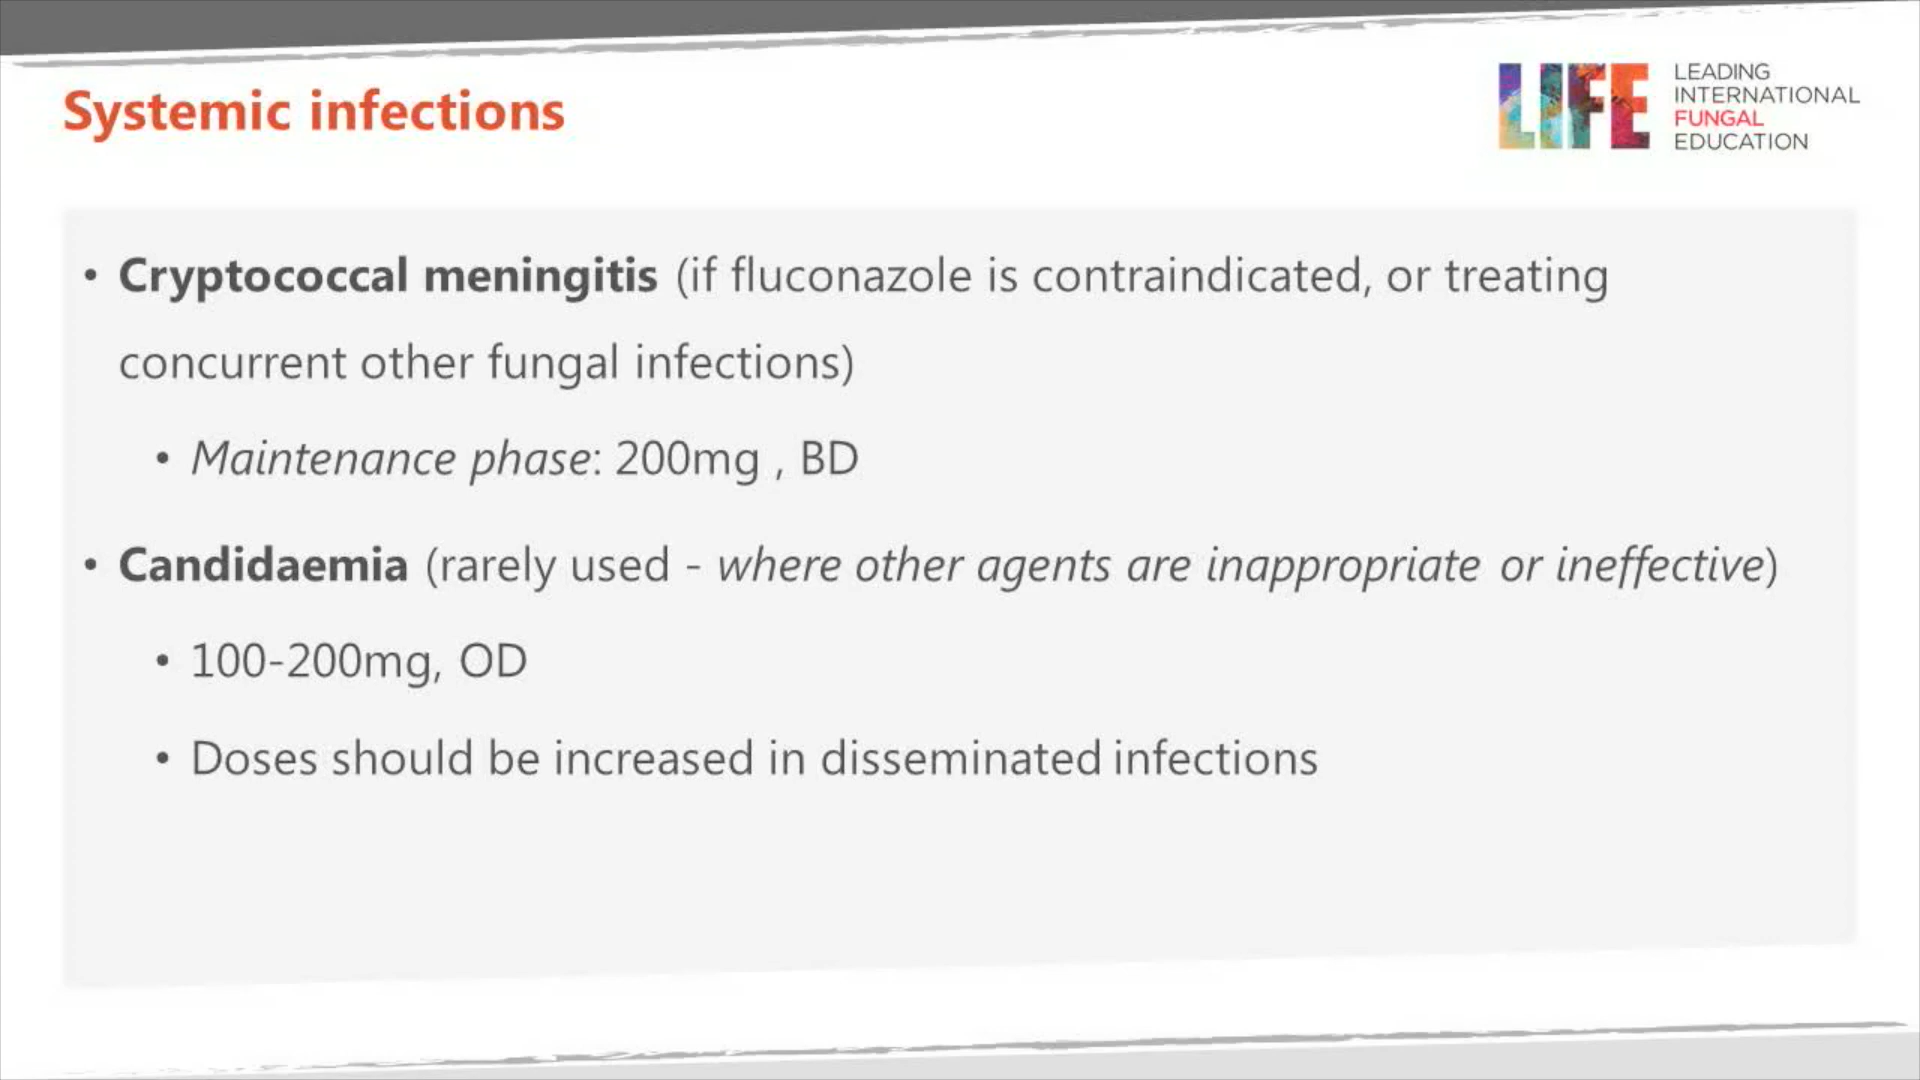 Systemic infections
LIFE
LEADING
INTERNATIONAL
FUNGAL
EDUCATION
• Cryptococcal meningitis (if fluconazole is contraindicated, or treating
concurrent other fungal infections)
• Maintenance phase: 200mg , BD
• Candidaemia (rarely used - where other agents are inappropriate or ineffective)
• 100-200mg, OD
• Doses should be increased in disseminated infections